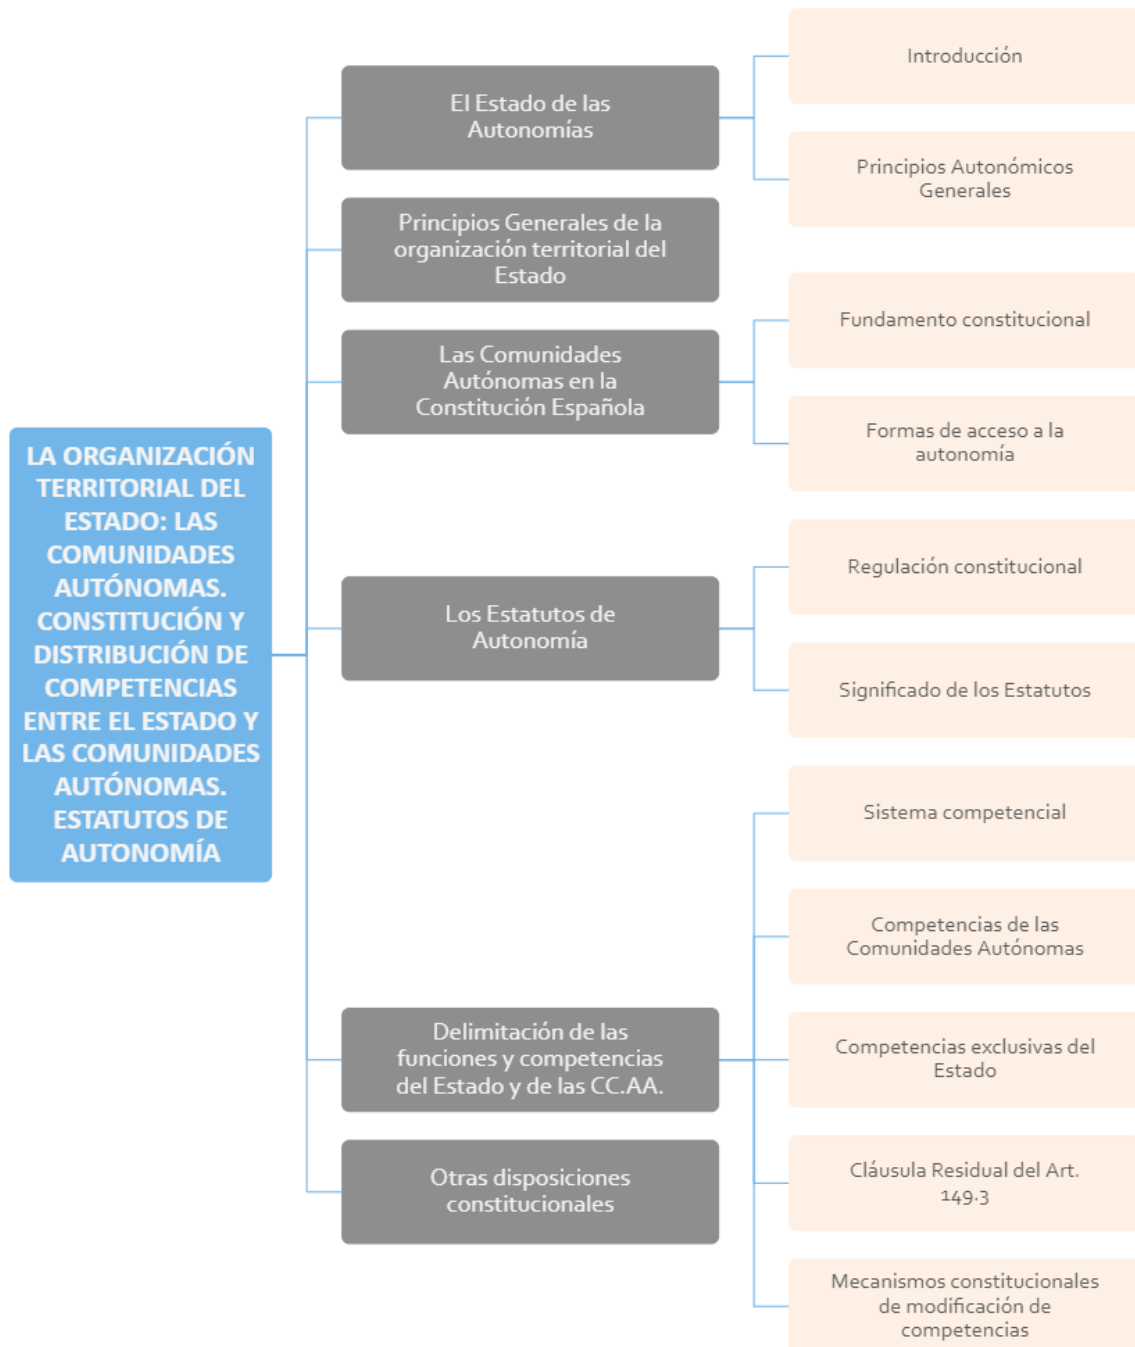 LA ORGANIZACIÓN
TERRITORIAL DEL
ESTADO: LAS
COMUNIDADES
AUTÓNOMAS.
CONSTITUCIÓN Y
DISTRIBUCIÓN DE
COMPETENCIAS
ENTRE EL ESTADO Y
LAS COMUNIDADES
AUTÓNOMAS.
ESTATUTOS DE
AUTONOMÍA
El Estado de las
Autonomías
Introducción
Principios Autonómicos
Generales
Principios Generales de la
organización territorial del
Estado
Las Comunidades
Autónomas en la
Constitución Española
Fundamento constitucional
Formas de acceso a la
autonomía
Los Estatutos de
Autonomía
Regulación constitucional
Significado de los Estatutos
Delimitación de las
funciones y competencias
del Estado y de las CC.AA.
Sistema competencial
Competencias de las
Comunidades Autónomas
Competencias exclusivas del
Estado
Cláusula Residual del Art.
149.3
Mecanismos constitucionales
de modificación de
competencias
Otras disposiciones
constitucionales